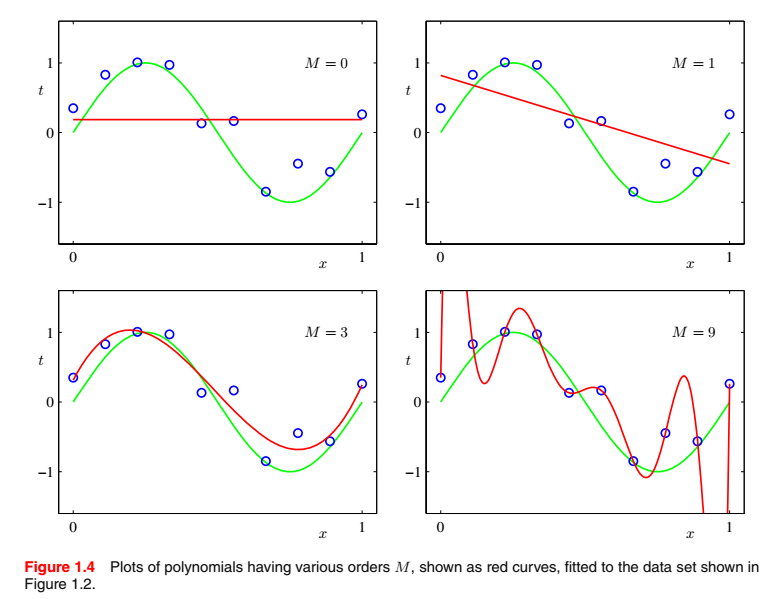 M = 0
t
1
0
−1
0
x
1
M = 1
t
1
0
−1
0
x
1
M = 3
t
1
0
−1
0
x
1
M = 9
t
1
0
−1
0
x
1
Figure 1.4 Plots of polynomials having various orders M, shown as red curves, fitted to the data set shown in
Figure 1.2.